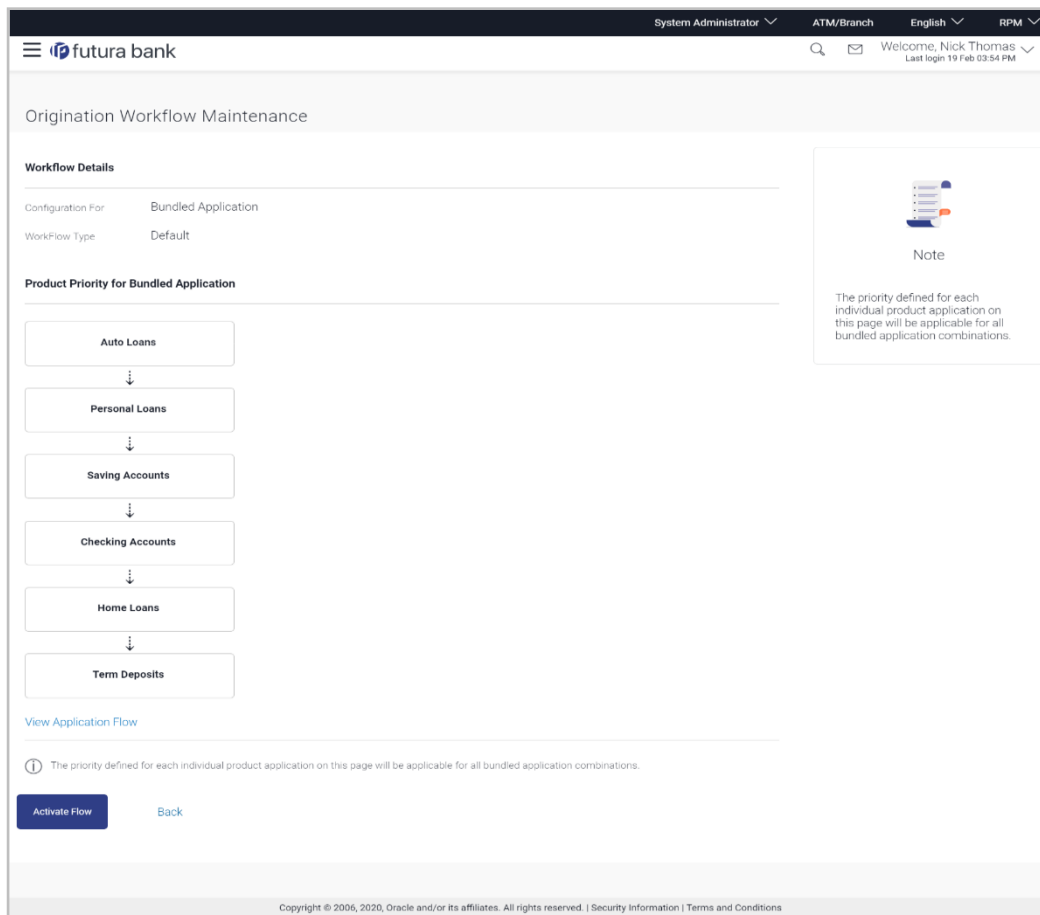 System Administrator ATM/Branch English RPM
futura bank
Welcome, Nick Thomas
Last login 19 Feb 03:54 PM
Origination Workflow Maintenance
Workflow Details
Configuration For Bundled Application
WorkFlow Type Default
Product Priority for Bundled Application
Auto Loans
Personal Loans
Saving Accounts
Checking Accounts
Home Loans
Term Deposits
View Application Flow
The priority defined for each individual product application on this page will be applicable for all bundled application combinations.
Activate Flow Back
Note
The priority defined for each
individual product application on
this page will be applicable for all
bundled application combinations.
Copyright © 2006, 2020, Oracle and/or its affiliates. All rights reserved. | Security Information | Terms and Conditions